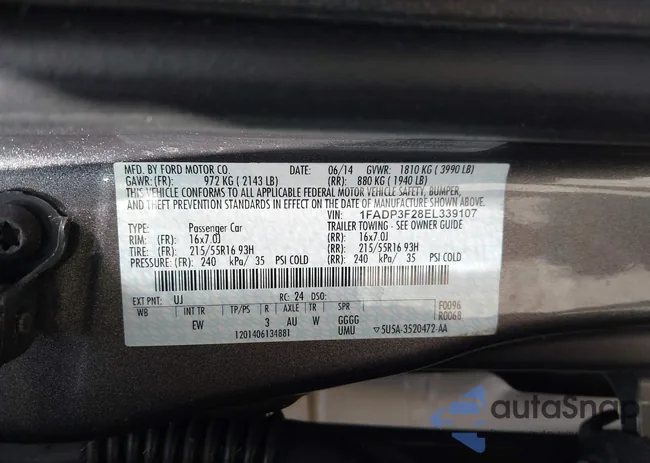 MFD. BY FORD MOTOR CO. DATE: 06/14 GVWR: 1810 KG ( 3990 LB)
GAWR:(FR): 972 KG ( 2143 LB) (RR): 880 KG ( 1940 LB)
THIS VEHICLE CONFORMS TO ALL APPLICABLE FEDERAL MOTOR VEHICLE SAFETY, BUMPER,
AND THEFT PREVENTION STANDARDS IN EFFECT ON THE DATE OF MANUFACTURE SHOWN ABOVE.
VIN: 1FADP3F28EL339107
TYPE: Passenger Car TRAILER TOWING - SEE OWNER GUIDE
RIM: (FR): 16x7.0J (RR): 16x7.0J
TIRE: (FR): 215/55R16 93H (RR): 215/55R16 93H
PRESSURE: (FR): 240 kPa/ 35 PSI COLD (RR): 240 kPa/ 35 PSI COLD
EXT PNT: UJ RC: 24 DSO:
WB INT TR TP/PS R AXLE TR SPR F0096
R0068
EW 3 AU W GGGG
1201406134881 UMU 5U5A-3520472-AA
autoSnap